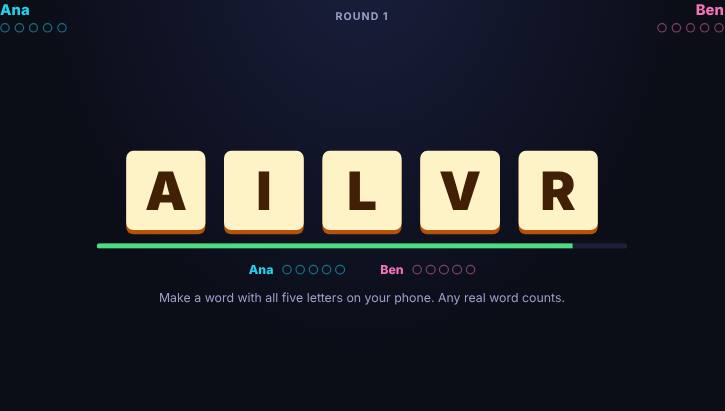 Ana
ROUND 1
Ben
A I L V R
Ana
Ben
Make a word with all five letters on your phone. Any real word counts.